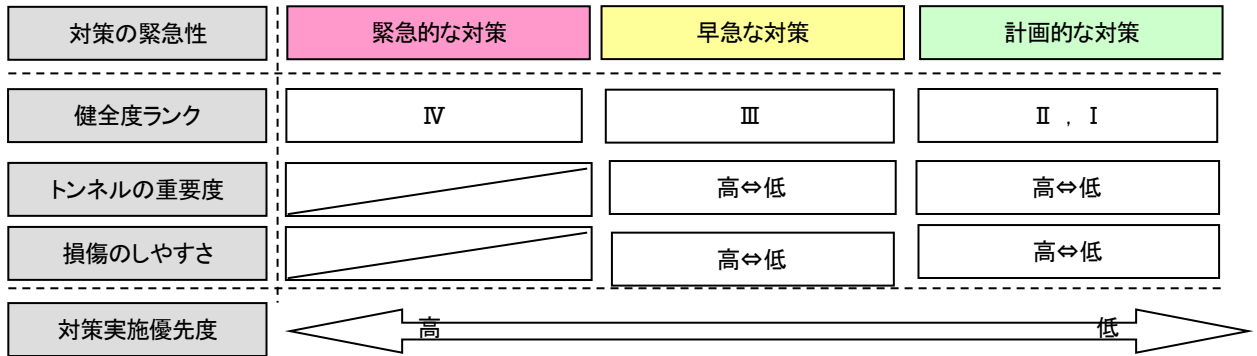 対策の緊急性 緊急的な対策 早急な対策 計画的な対策
健全度ランク Ⅳ Ⅲ Ⅱ , Ⅰ
トンネルの重要度 高⇔低 高⇔低
損傷のしやすさ 高⇔低 高⇔低
対策実施優先度 高 低